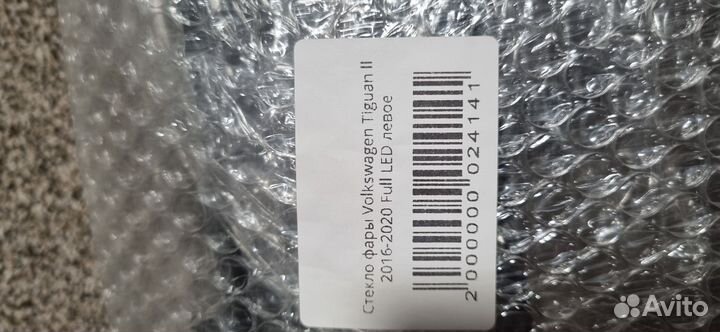 Стекло фары Volkswagen Tiguan II
2016-2020 Full LED левое
2 000000 024141
Avito